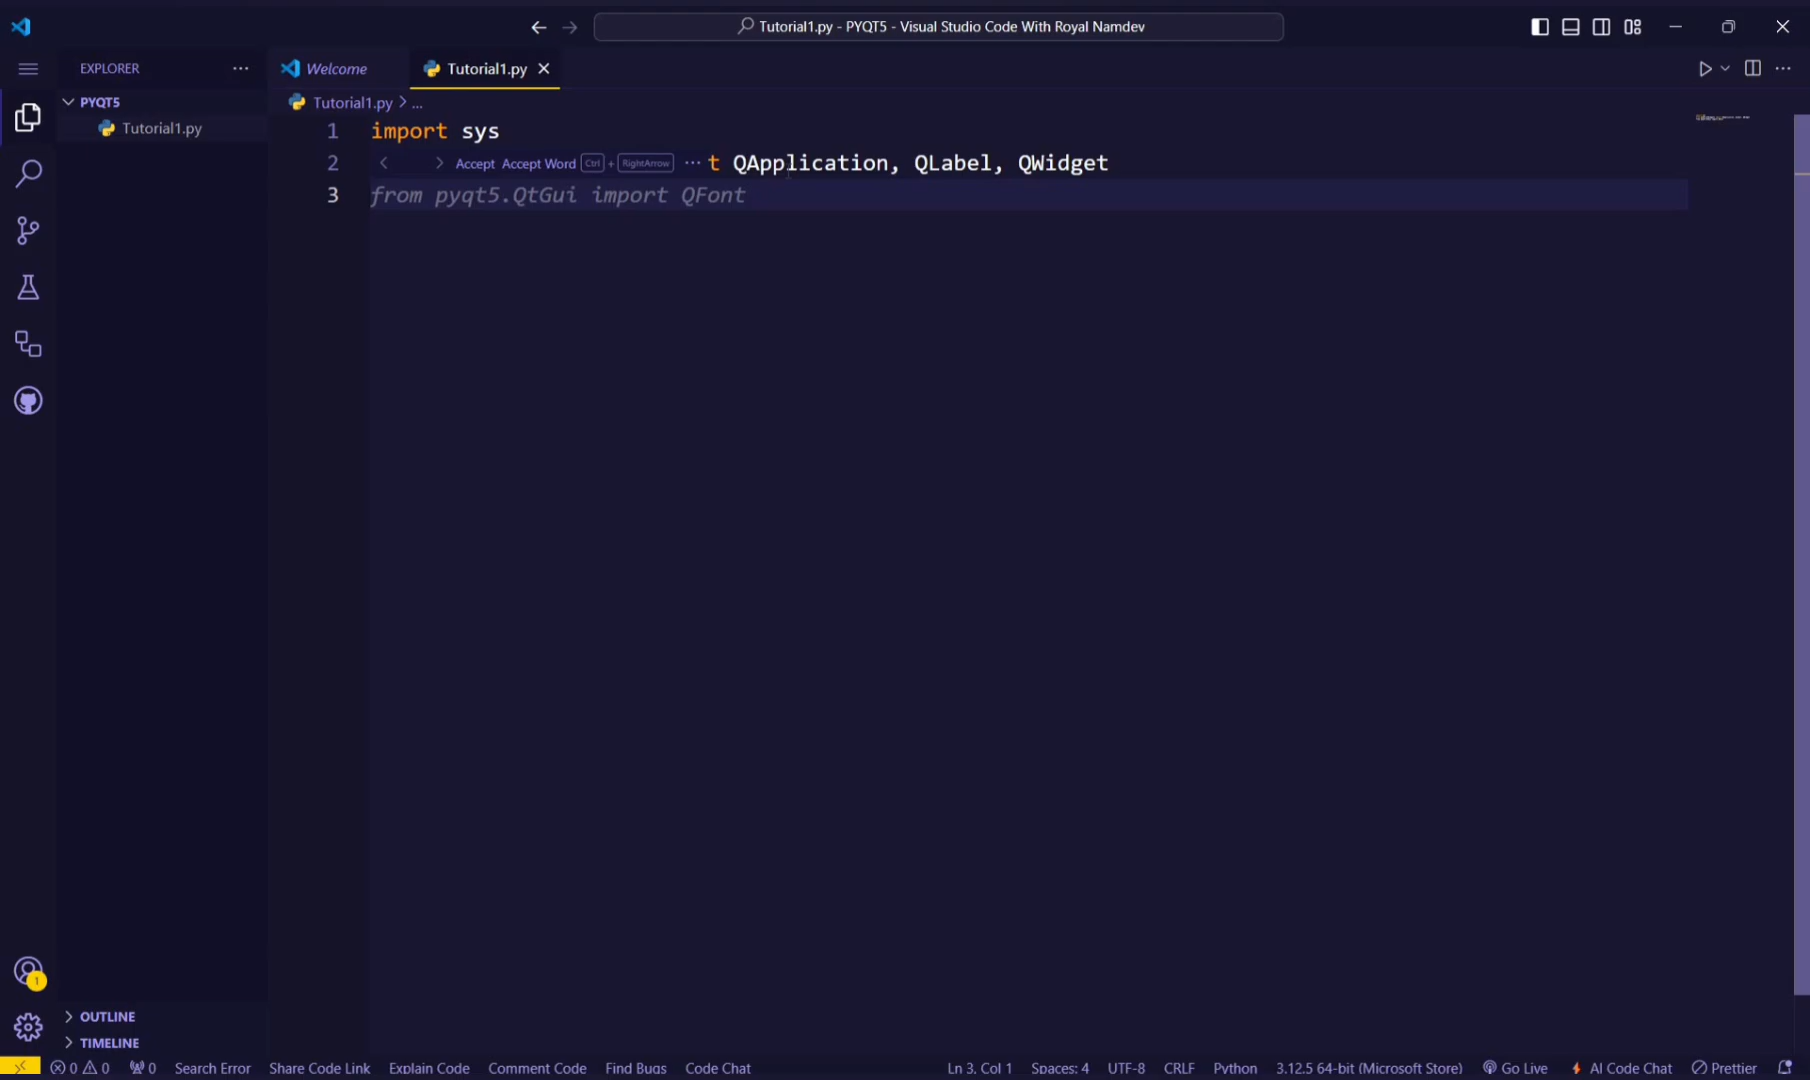 Tutorial1.py - PYQT5 - Visual Studio Code With Royal Namdev
EXPLORER
Welcome
Tutorial1.py
PYQT5
Tutorial1.py
Tutorial1.py > ...
1 import sys
2 Accept Accept Word Ctrl + RightArrow ... t QApplication, QLabel, QWidget
3 from pyqt5.QtGui import QFont
1
OUTLINE
TIMELINE
0 0 0 Search Error Share Code Link Explain Code Comment Code Find Bugs Code Chat Ln 3, Col 1 Spaces: 4 UTF-8 CRLF Python 3.12.5 64-bit (Microsoft Store) Go Live AI Code Chat Prettier